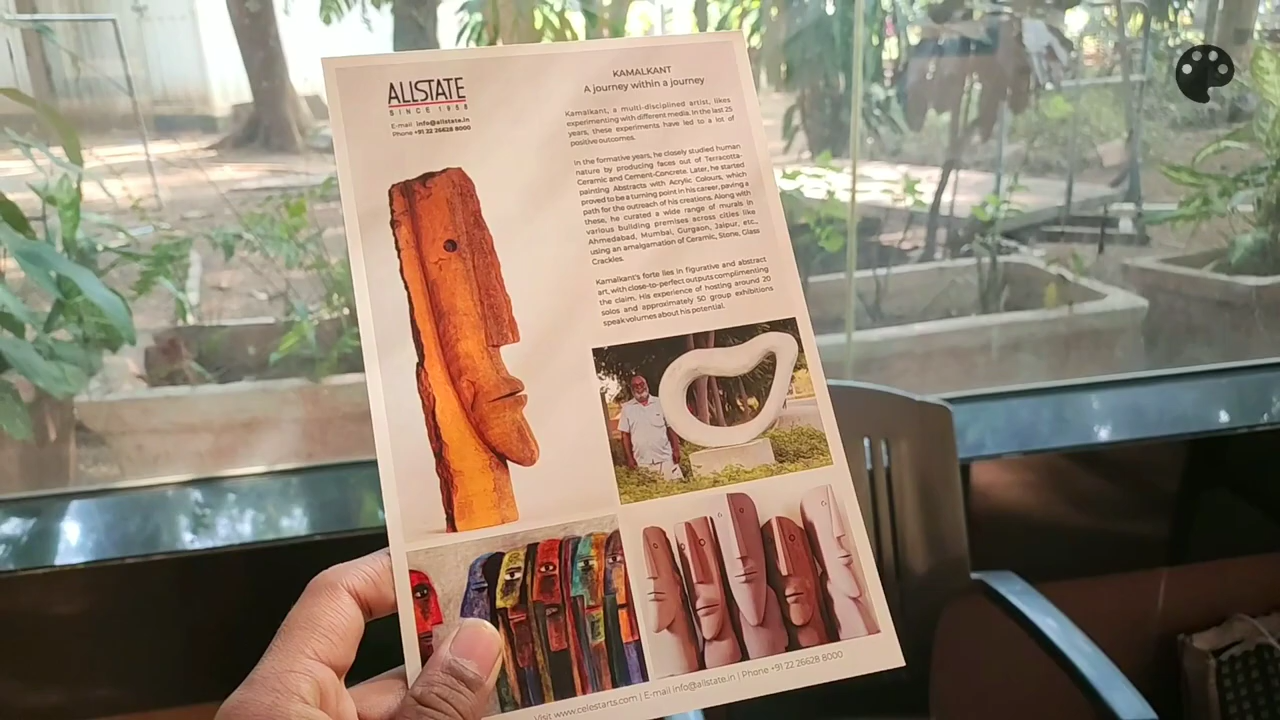 ALLSTATE
SINCE 1958
E-mail info@allstate.in
Phone +91 22 26628 8000
KAMALKANT
A journey within a journey
Kamalkant, a multi-disciplined artist, likes
experimenting with different media. In the last 25
years, these experiments have led to a lot of
positive outcomes.
In the formative years, he closely studied human
nature by producing faces out of Terracotta-
Ceramic and Cement-Concrete. Later, he started
painting Abstracts with Acrylic Colours, which
proved to be a turning point in his career, paving a
path for the outreach of his creations. Along with
these, he curated a wide range of murals in
various building premises across cities like
Ahmedabad, Mumbai, Gurgaon, Jaipur, etc.,
using an amalgamation of Ceramic, Stone, Glass
Crackles.
Kamalkant's forte lies in figurative and abstract
art, with close-to-perfect outputs complimenting
the claim. His experience of hosting around 20
solos and approximately 50 group exhibitions
speak volumes about his potential.
Visit www.celestarts.com | E-mail info@allstate.in | Phone +91 22 26628 8000